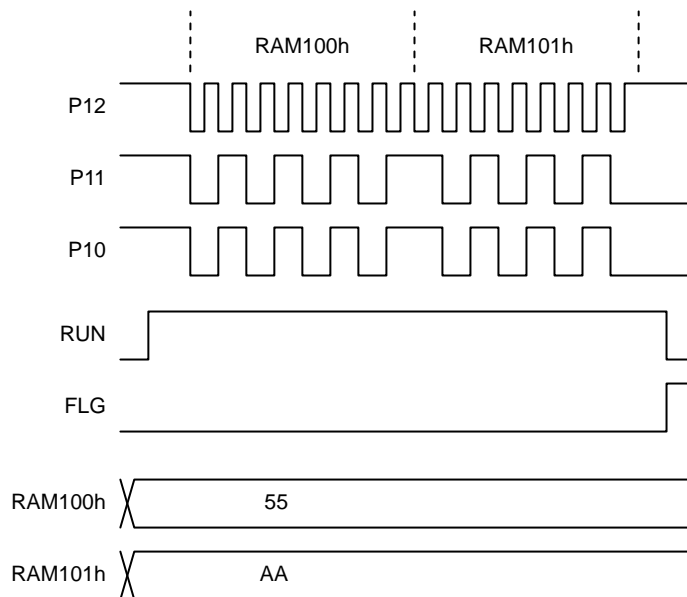 RAM100h RAM101h
P12
P11
P10
RUN
FLG
RAM100h 55
RAM101h AA